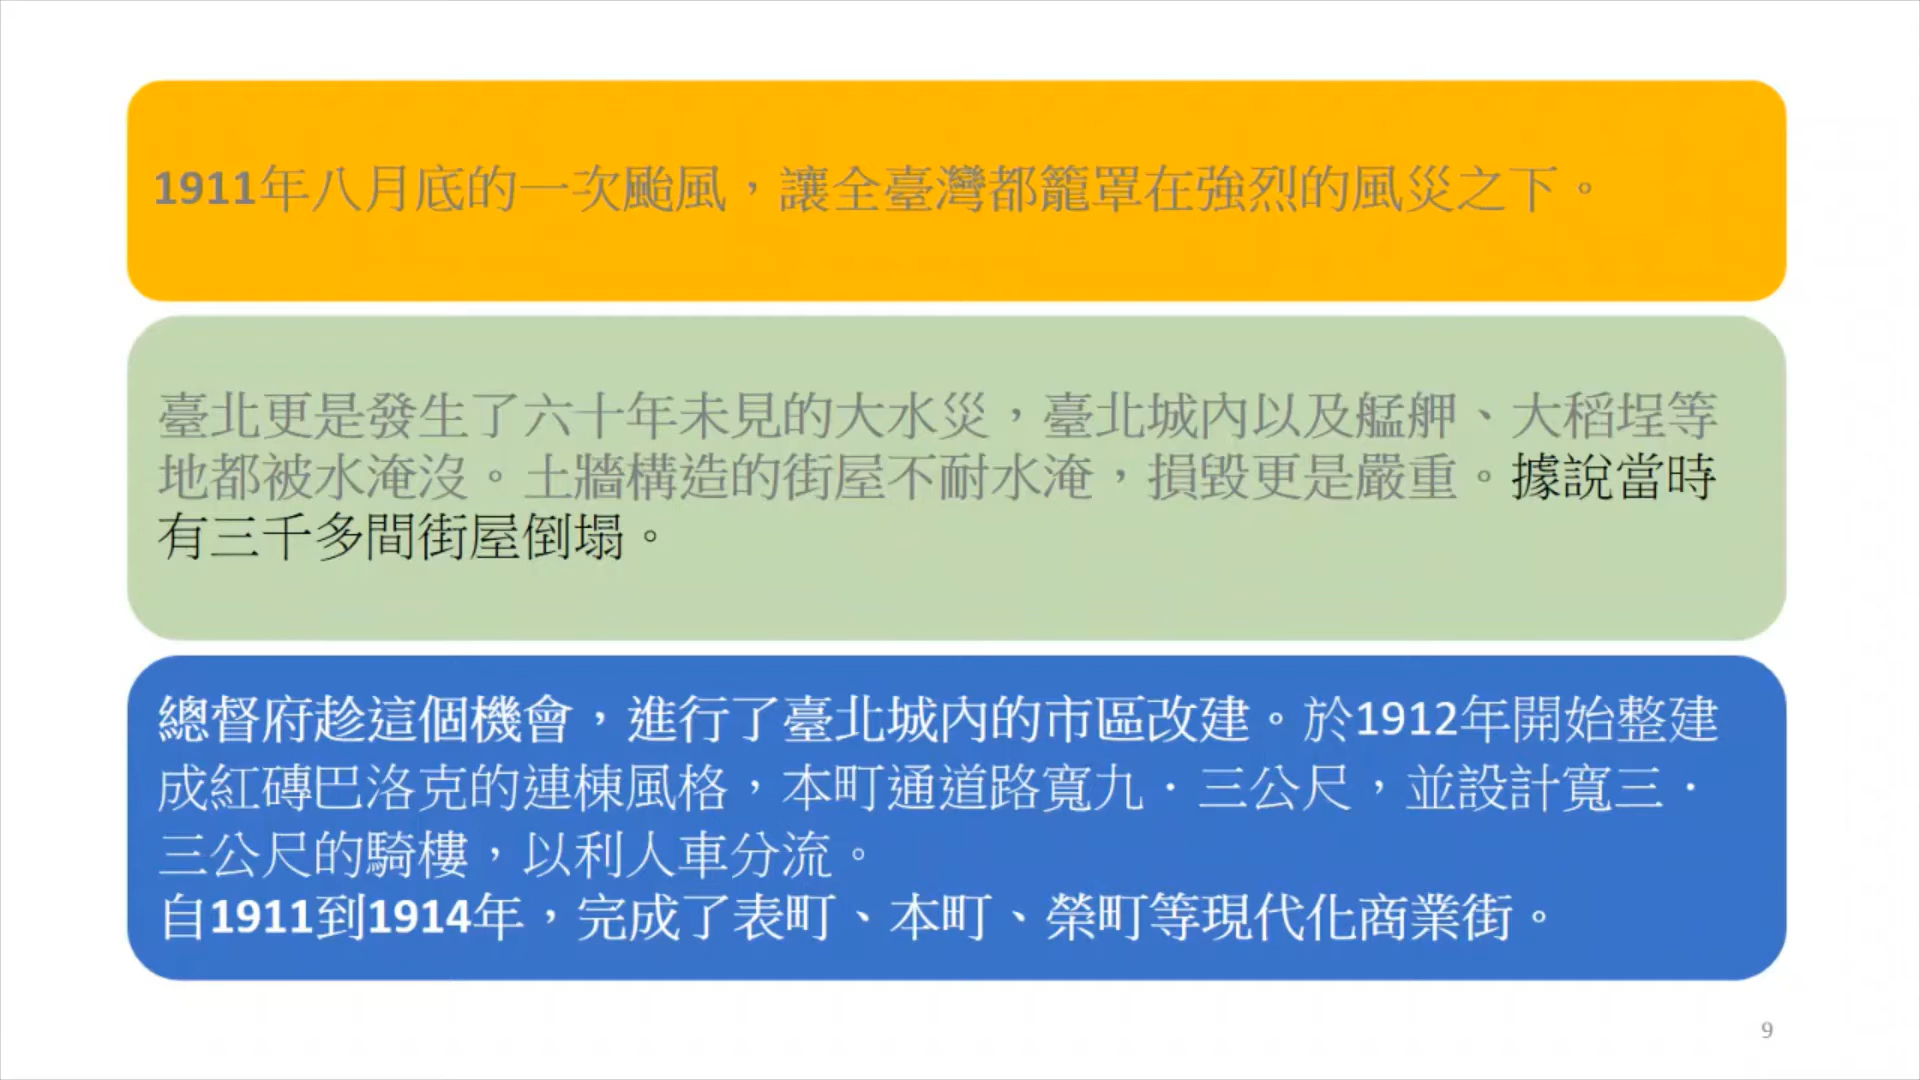 1911年八月底的一次颱風，讓全臺灣都籠罩在強烈的風災之下。
臺北更是發生了六十年未見的大水災，臺北城內以及艋舺、大稻埕等
地都被水淹沒。土牆構造的街屋不耐水淹，損毀更是嚴重。據說當時
有三千多間街屋倒塌。
總督府趁這個機會，進行了臺北城內的市區改建。於1912年開始整建
成紅磚巴洛克的連棟風格，本町通道路寬九．三公尺，並設計寬三．
三公尺的騎樓，以利人車分流。
自1911到1914年，完成了表町、本町、榮町等現代化商業街。
9